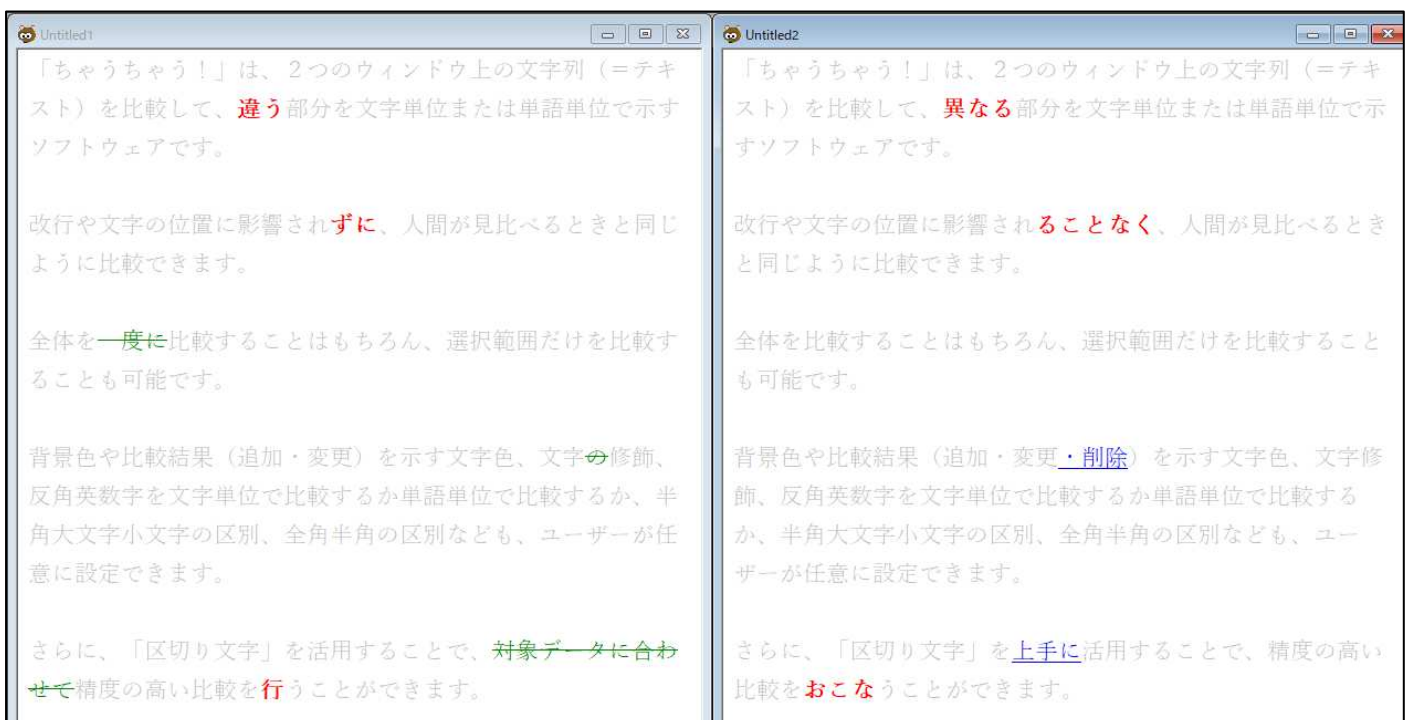 Untitled1
「ちゃうちゃう！」は、２つのウィンドウ上の文字列（＝テキ
スト）を比較して、違う部分を文字単位または単語単位で示す
ソフトウェアです。
改行や文字の位置に影響されずに、人間が見比べるときと同じ
ように比較できます。
全体を一度に比較することはもちろん、選択範囲だけを比較す
ることも可能です。
背景色や比較結果（追加・変更）を示す文字色、文字の修飾、
反角英数字を文字単位で比較するか単語単位で比較するか、半
角大文字小文字の区別、全角半角の区別なども、ユーザーが任
意に設定できます。
さらに、「区切り文字」を活用することで、対象データに合わ
せて精度の高い比較を行うことができます。
Untitled2
「ちゃうちゃう！」は、２つのウィンドウ上の文字列（＝テキ
スト）を比較して、異なる部分を文字単位または単語単位で示
すソフトウェアです。
改行や文字の位置に影響されることなく、人間が見比べるとき
と同じように比較できます。
全体を比較することはもちろん、選択範囲だけを比較すること
も可能です。
背景色や比較結果（追加・変更・削除）を示す文字色、文字修
飾、反角英数字を文字単位で比較するか単語単位で比較する
か、半角大文字小文字の区別、全角半角の区別なども、ユー
ザーが任意に設定できます。
さらに、「区切り文字」を上手に活用することで、精度の高い
比較をおこなうことができます。